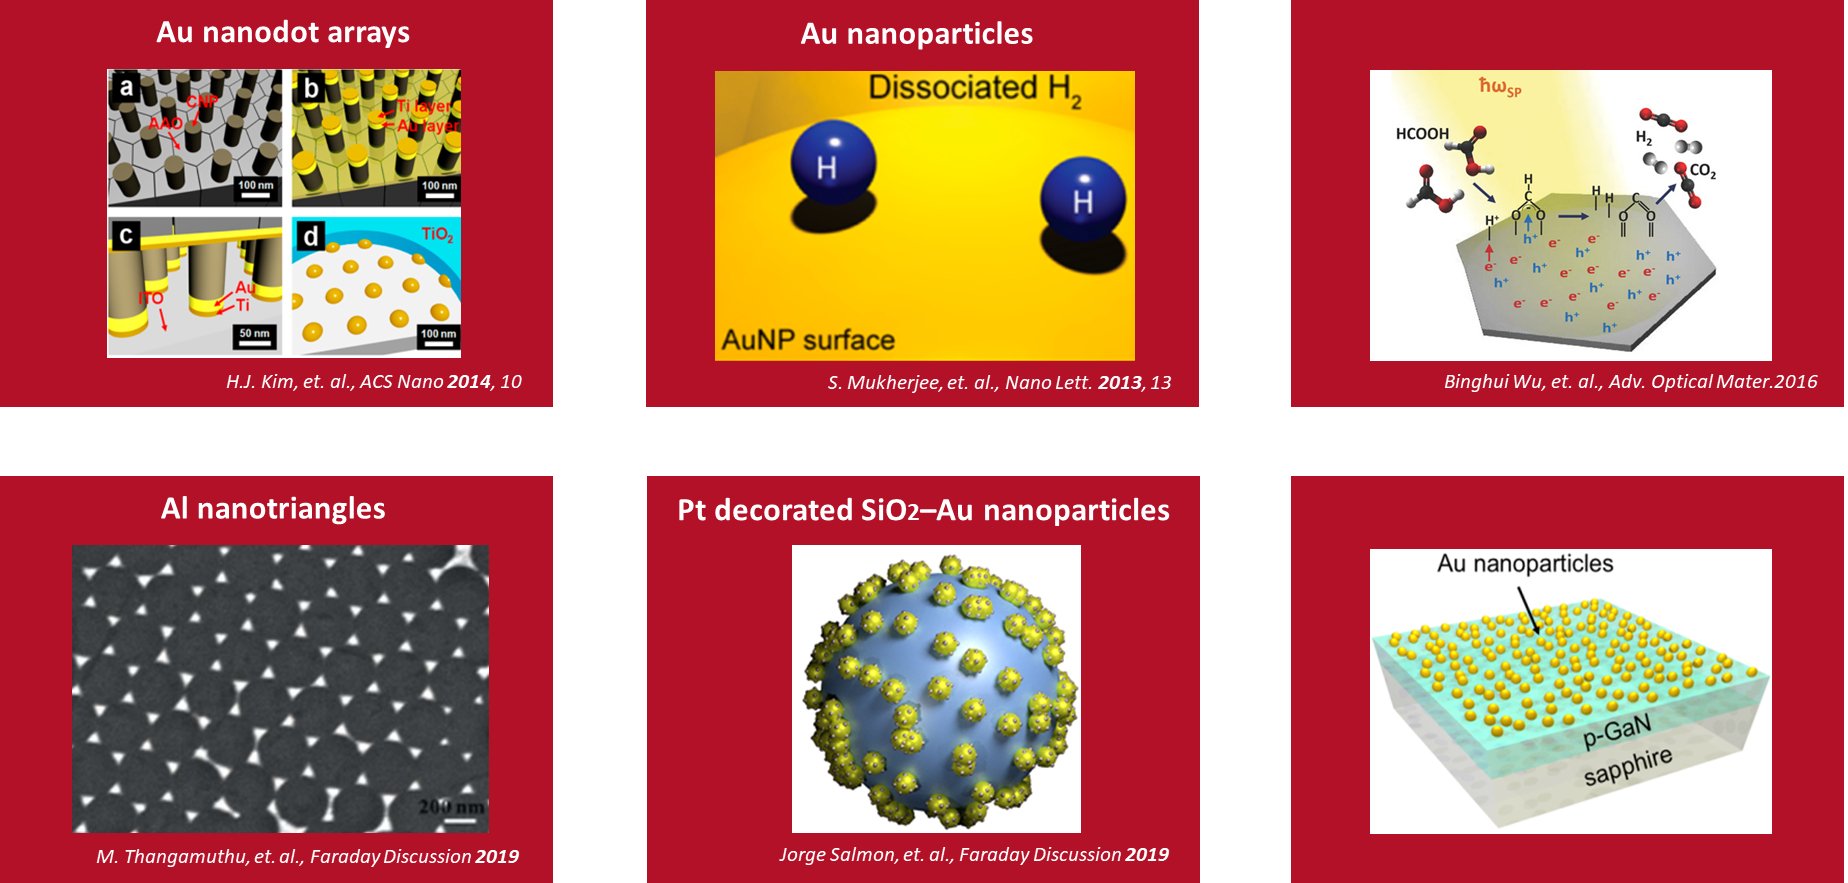 Au nanodot arrays
a
CNP
AAO
100 nm
b
Ti layer
Au layer
100 nm
c
ITO
Au
Ti
50 nm
d
TiO2
100 nm
H.J. Kim, et. al., ACS Nano 2014, 10
Au nanoparticles
Dissociated H2
H
H
AuNP surface
S. Mukherjee, et. al., Nano Lett. 2013, 13
ħωSP
HCOOH
H2
CO2
H
C
O O
H+
H H
C
O O
h+
e-
e-
h+
h+
h+
e-
e-
h+
e-
e-
e-
e-
h+
h+
h+
e-
h+
e-
e-
e-
e-
h+
h+
Binghui Wu, et. al., Adv. Optical Mater.2016
Al nanotriangles
200 nm
M. Thangamuthu, et. al., Faraday Discussion 2019
Pt decorated SiO2–Au nanoparticles
Jorge Salmon, et. al., Faraday Discussion 2019
Au nanoparticles
p-GaN
sapphire